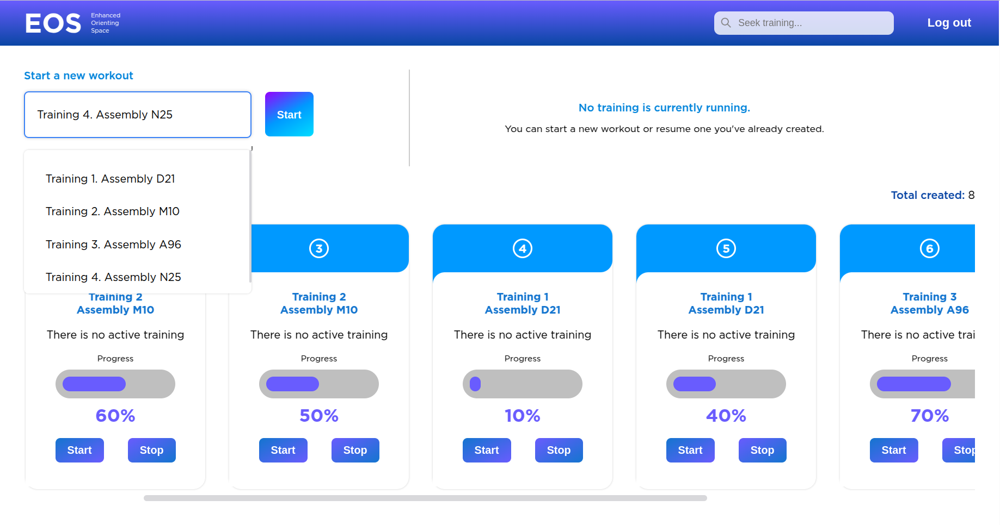 EOS
Enhanced
Orienting
Space
Seek training...
Log out
Start a new workout
Training 4. Assembly N25
Start
No training is currently running.
You can start a new workout or resume one you've already created.
Training 1. Assembly D21
Training 2. Assembly M10
Training 3. Assembly A96
Training 4. Assembly N25
Total created: 8
3
4
5
6
Training 2
Assembly M10
There is no active training
Progress
60%
Start
Stop
Training 2
Assembly M10
There is no active training
Progress
50%
Start
Stop
Training 1
Assembly D21
There is no active training
Progress
10%
Start
Stop
Training 1
Assembly D21
There is no active training
Progress
40%
Start
Stop
Training 3
Assembly A96
There is no active trai
Progress
70%
Start
Stop